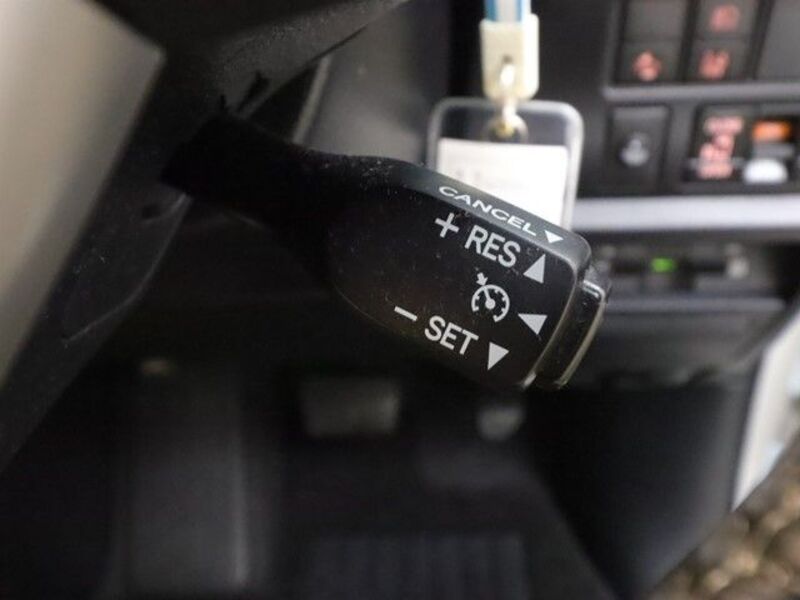 CANCEL
+ RES
- SET